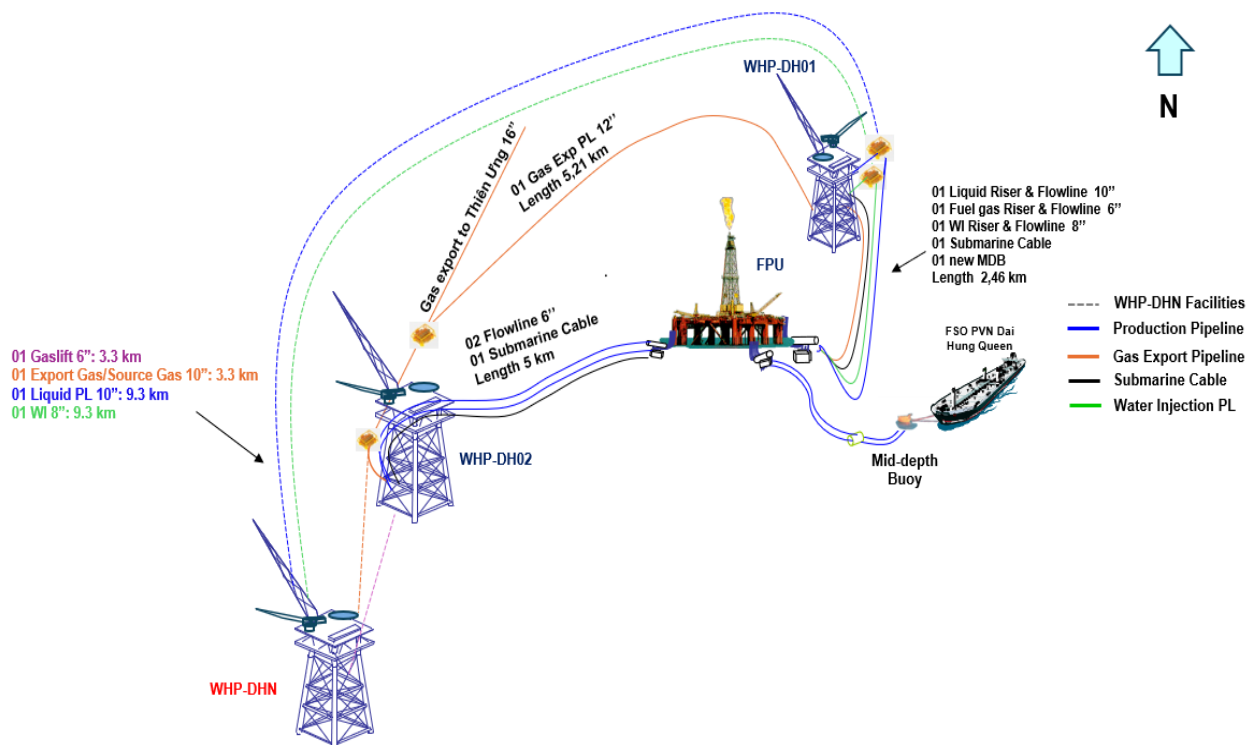 WHP-DH01
N
Gas export to Thiên Ưng 16’’
01 Gas Exp PL 12’’
Length 5,21 km
01 Liquid Riser & Flowline 10’’
01 Fuel gas Riser & Flowline 6’’
01 WI Riser & Flowline 8’’
01 Submarine Cable
01 new MDB
Length 2,46 km
FPU
02 Flowline 6’’
01 Submarine Cable
Length 5 km
WHP-DHN Facilities
Production Pipeline
Gas Export Pipeline
Submarine Cable
Water Injection PL
FSO PVN Dai
Hung Queen
01 Gaslift 6’’: 3.3 km
01 Export Gas/Source Gas 10’’: 3.3 km
01 Liquid PL 10’’: 9.3 km
01 WI 8’’: 9.3 km
WHP-DH02
Mid-depth
Buoy
WHP-DHN